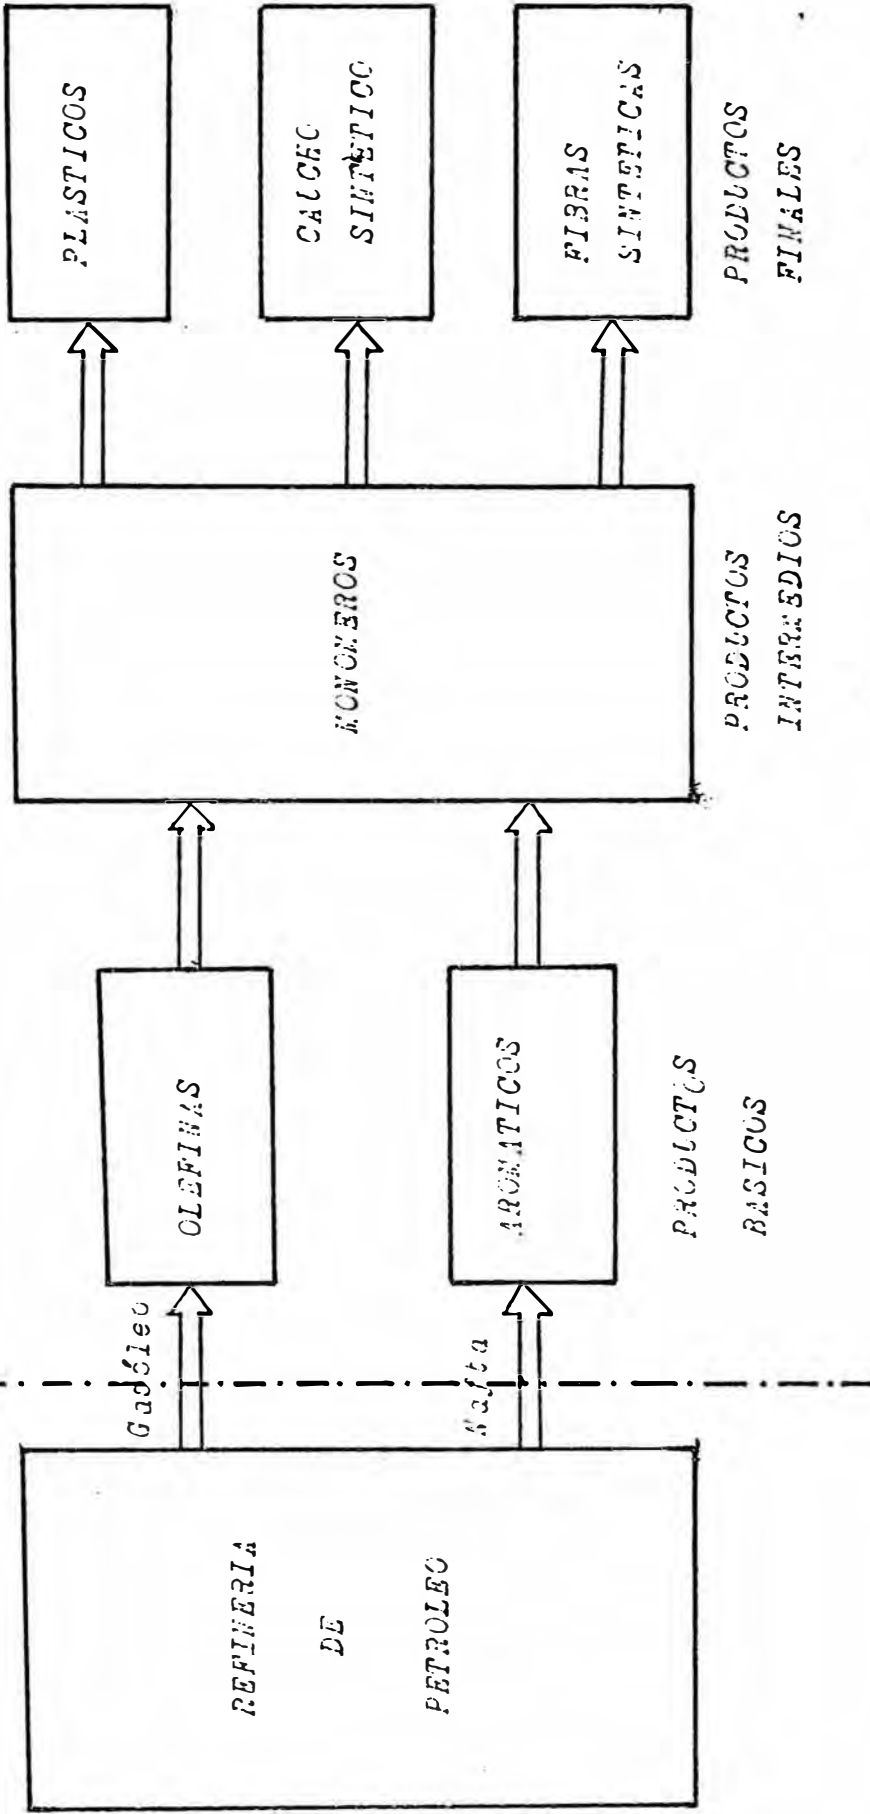 REFINERIA
DE
PETROLEO
Gasóleo
Nafta
OLEFINAS
AROMATICOS
PRODUCTOS
BASICOS
MONOMEROS
PRODUCTOS
INTERMEDIOS
PLASTICOS
CAUCHO
SINTETICO
FIBRAS
SINTETICAS
PRODUCTOS
FINALES